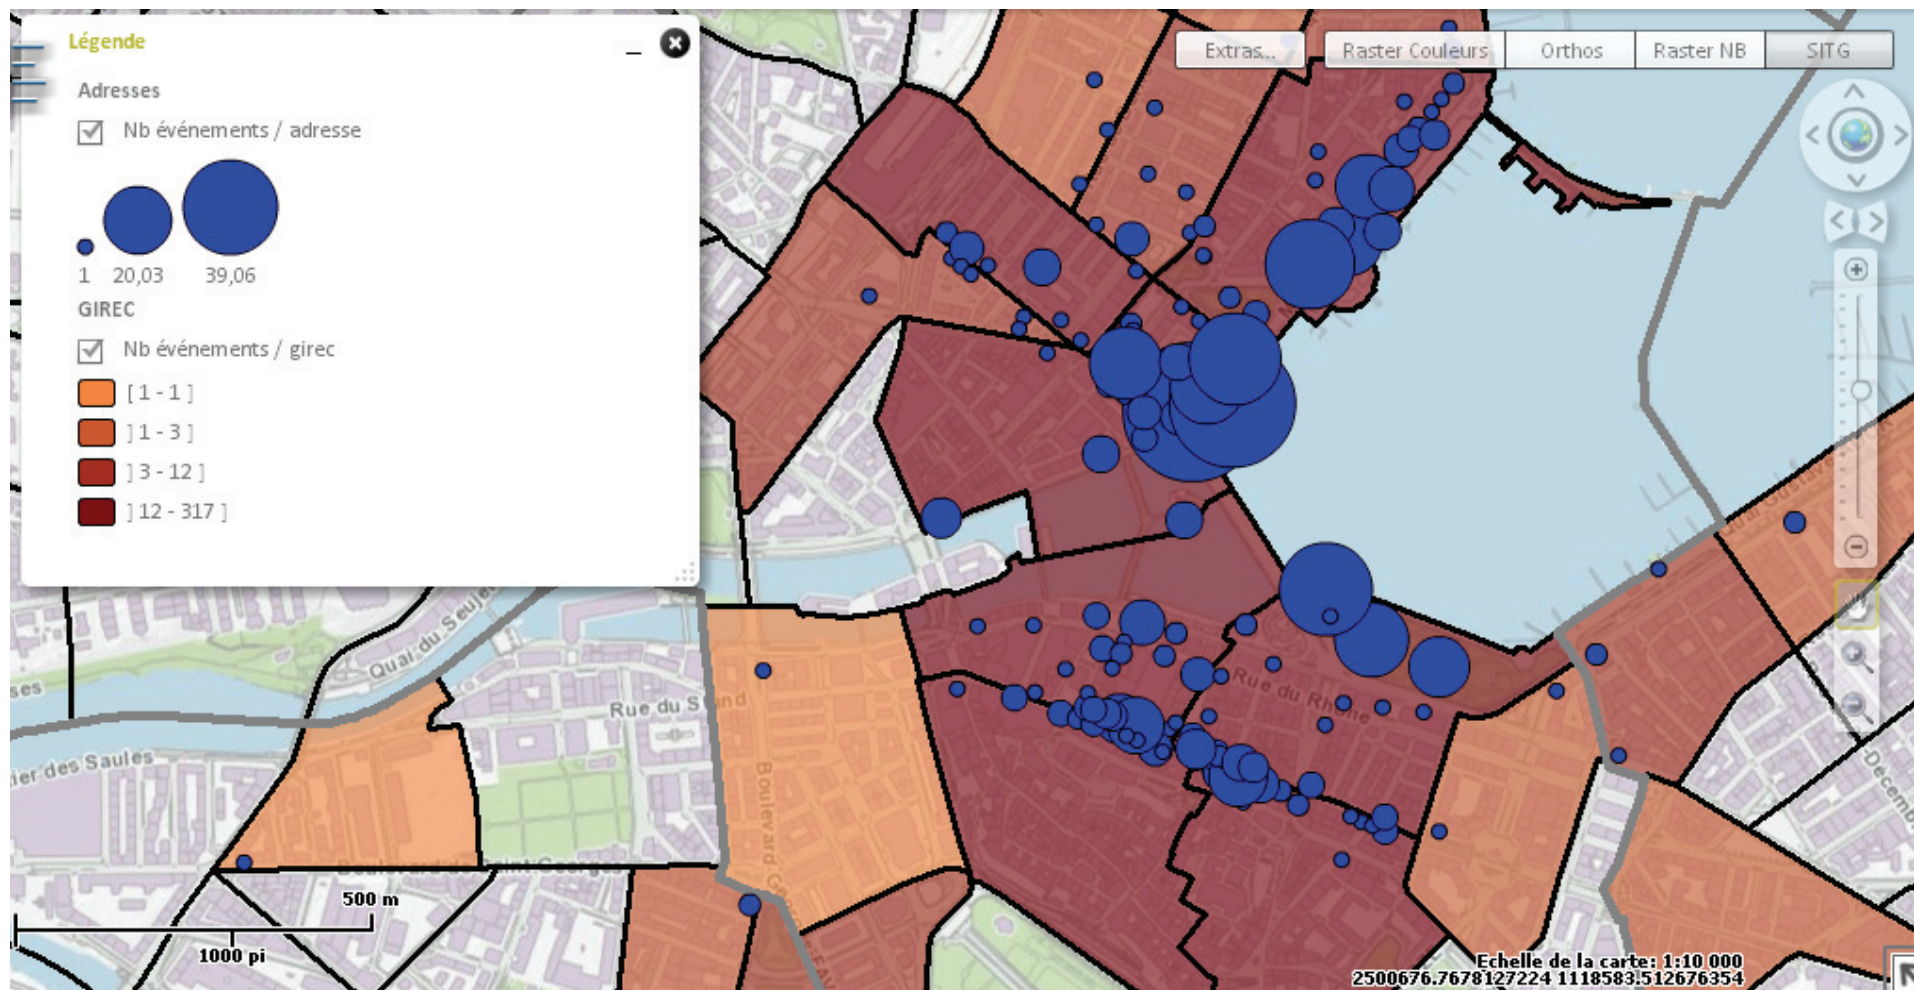 Légende
Adresses
Nb événements / adresse
1 20,03 39,06
GIREC
Nb événements / girec
[ 1 - 1 ]
] 1 - 3 ]
] 3 - 12 ]
] 12 - 317 ]
Extras...
Raster Couleurs
Orthos
Raster NB
SITG
Quai du Seujet
Rue du Stand
Rue du Rhône
ier des Saules
ses
500 m
1000 pi
Echelle de la carte: 1:10 000
2500676.7678127224 1118583.512676354